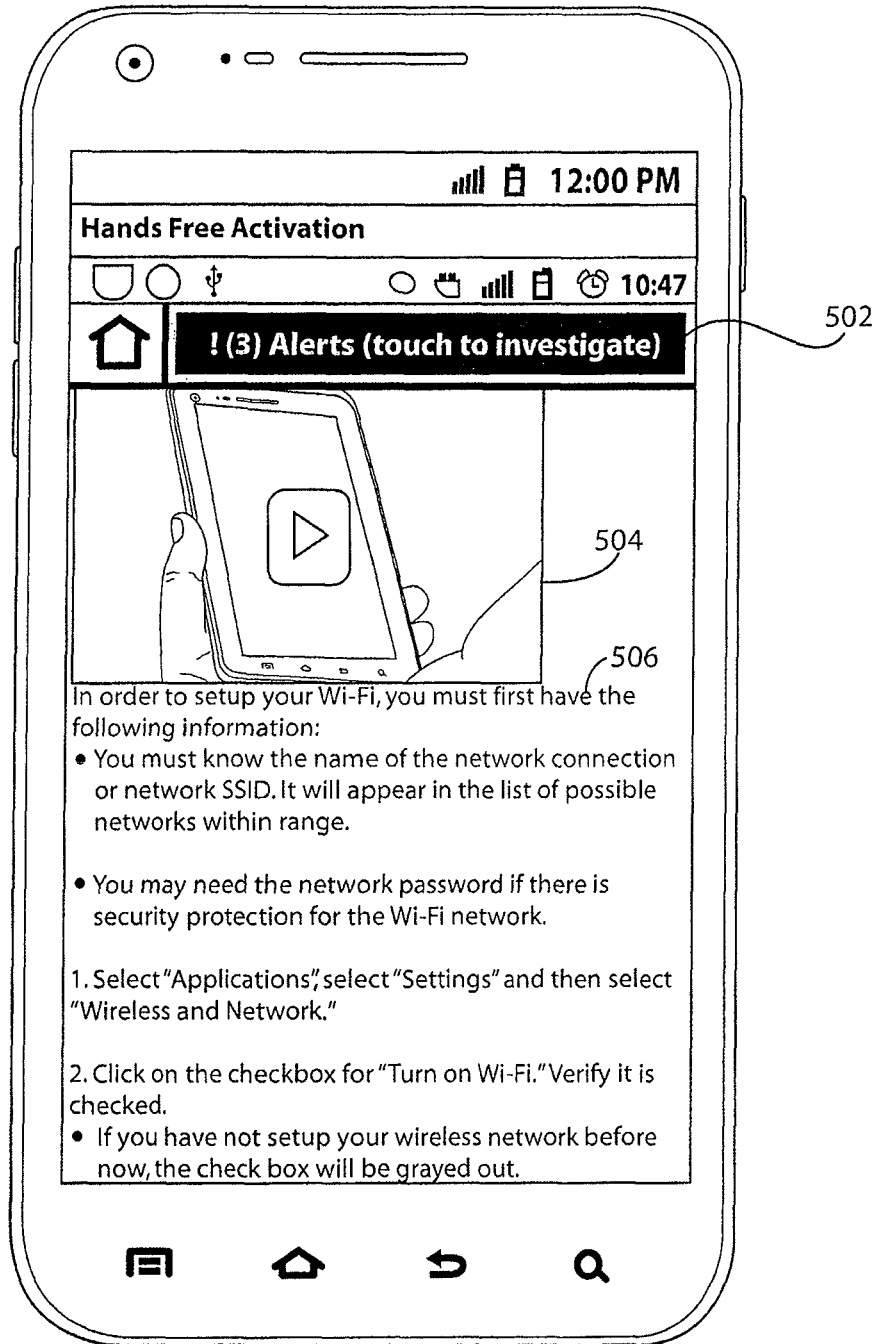 12:00 PM
Hands Free Activation
10:47
! (3) Alerts (touch to investigate)
502
504
506
In order to setup your Wi-Fi, you must first have the
following information:
• You must know the name of the network connection
or network SSID. It will appear in the list of possible
networks within range.
• You may need the network password if there is
security protection for the Wi-Fi network.
1. Select "Applications", select "Settings" and then select
"Wireless and Network."
2. Click on the checkbox for "Turn on Wi-Fi." Verify it is
checked.
• If you have not setup your wireless network before
now, the check box will be grayed out.